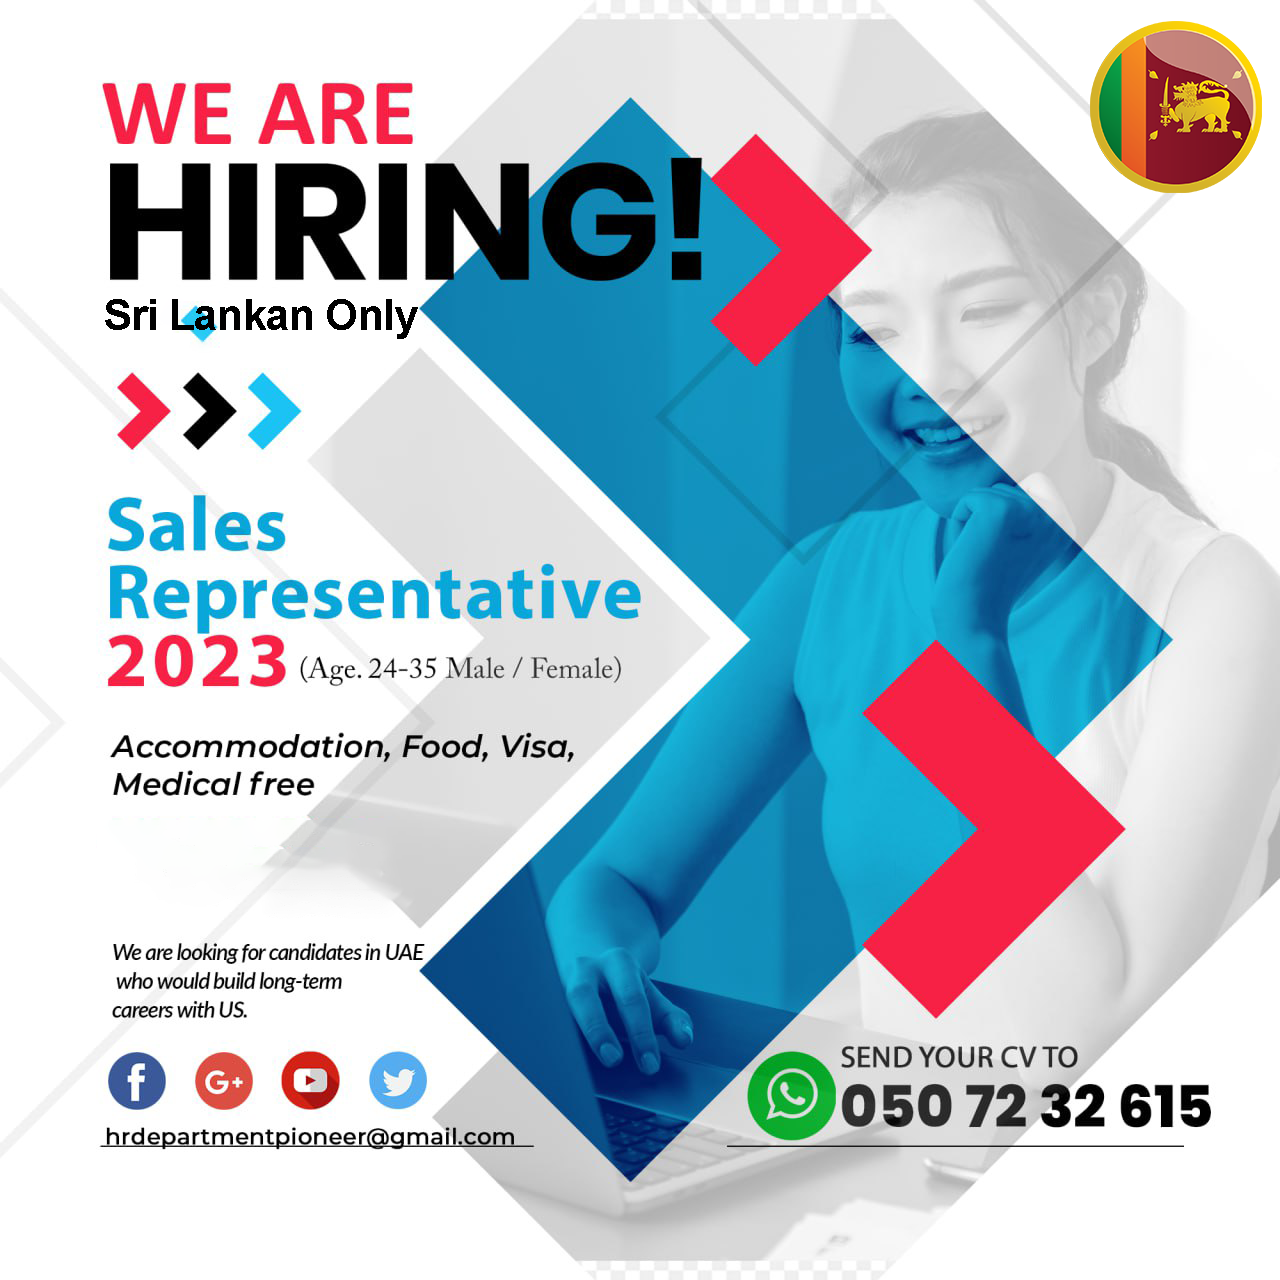 WE ARE
HIRING!
Sri Lankan Only
Sales
Representative
2023 (Age. 24-35 Male / Female)
Accommodation, Food, Visa,
Medical free
We are looking for candidates in UAE
who would build long-term
careers with US.
G+
hrdepartmentpioneer@gmail.com
SEND YOUR CV TO
050 72 32 615